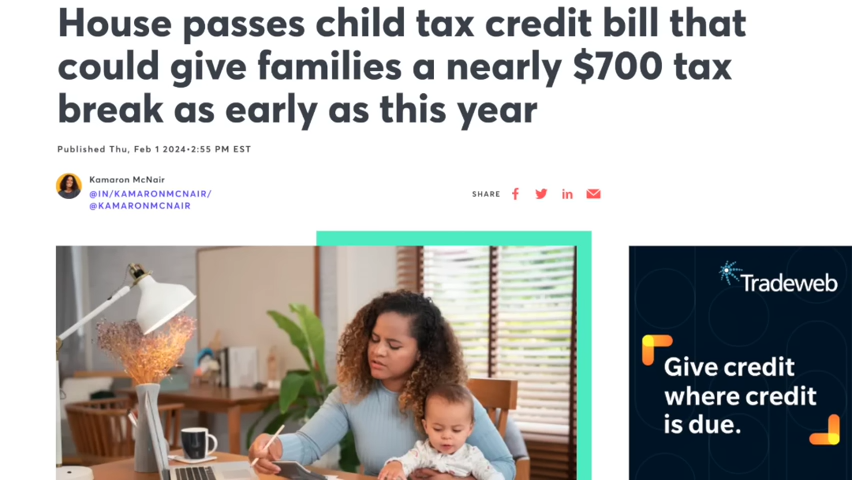 House passes child tax credit bill that
could give families a nearly $700 tax
break as early as this year
Published Thu, Feb 1 2024•2:55 PM EST
Kamaron McNair
@IN/KAMARONMCNAIR/
@KAMARONMCNAIR
SHARE
Tradeweb
Give credit
where credit
is due.